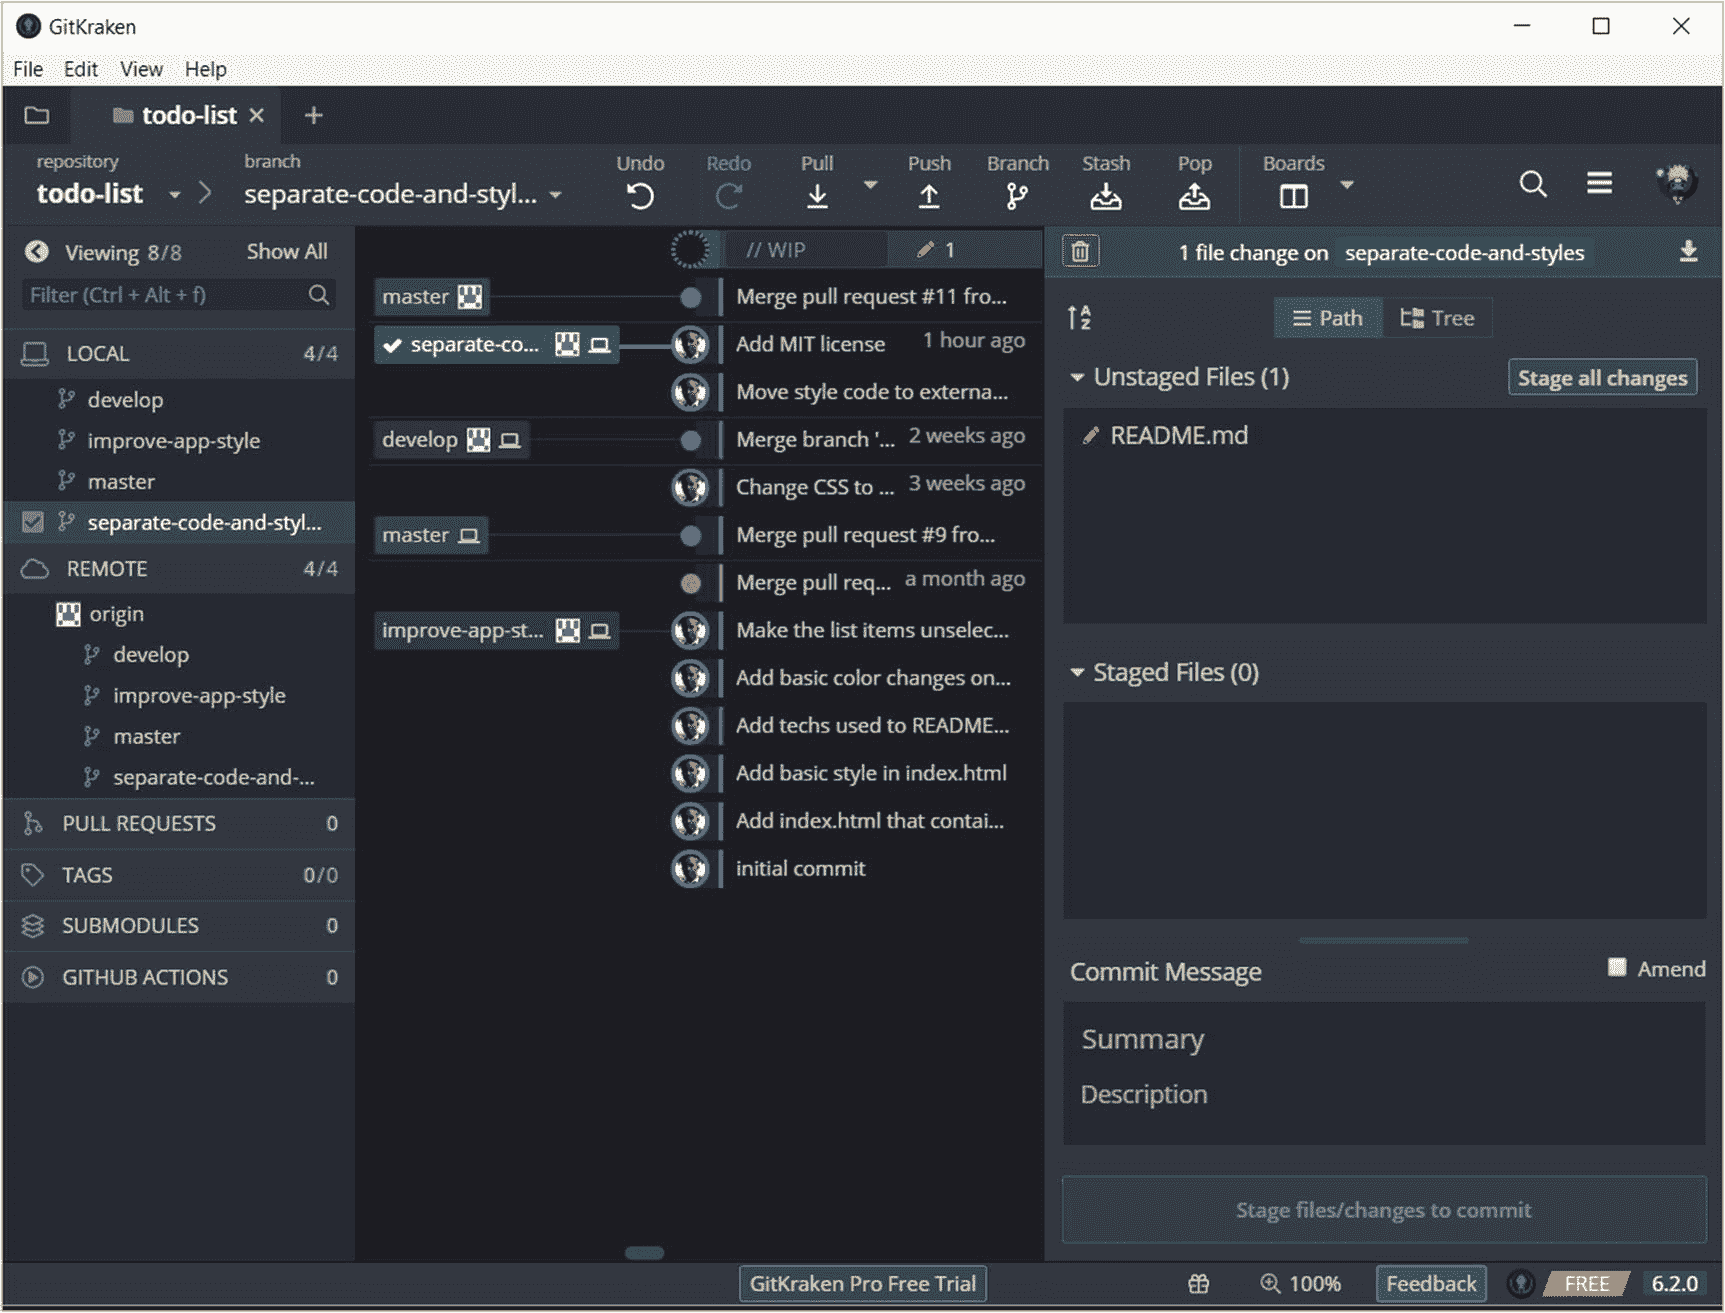 GitKraken
File Edit View Help
todo-list
repository
todo-list
branch
separate-code-and-styl...
Undo
Redo
Pull
Push
Branch
Stash
Pop
Boards
Viewing 8/8 Show All
Filter (Ctrl + Alt + f)
LOCAL 4/4
develop
improve-app-style
master
separate-code-and-styl...
REMOTE 4/4
origin
develop
improve-app-style
master
separate-code-and-...
PULL REQUESTS 0
TAGS 0/0
SUBMODULES 0
GITHUB ACTIONS 0
// WIP 1
master Merge pull request #11 fro...
separate-co... Add MIT license 1 hour ago
Move style code to externa...
develop Merge branch '... 2 weeks ago
Change CSS to ... 3 weeks ago
master Merge pull request #9 fro...
Merge pull req... a month ago
improve-app-st... Make the list items unselec...
Add basic color changes on...
Add techs used to README...
Add basic style in index.html
Add index.html that contai...
initial commit
1 file change on separate-code-and-styles
A
Z
Path Tree
Unstaged Files (1) Stage all changes
README.md
Staged Files (0)
Commit Message Amend
Summary
Description
Stage files/changes to commit
GitKraken Pro Free Trial 100% Feedback FREE 6.2.0